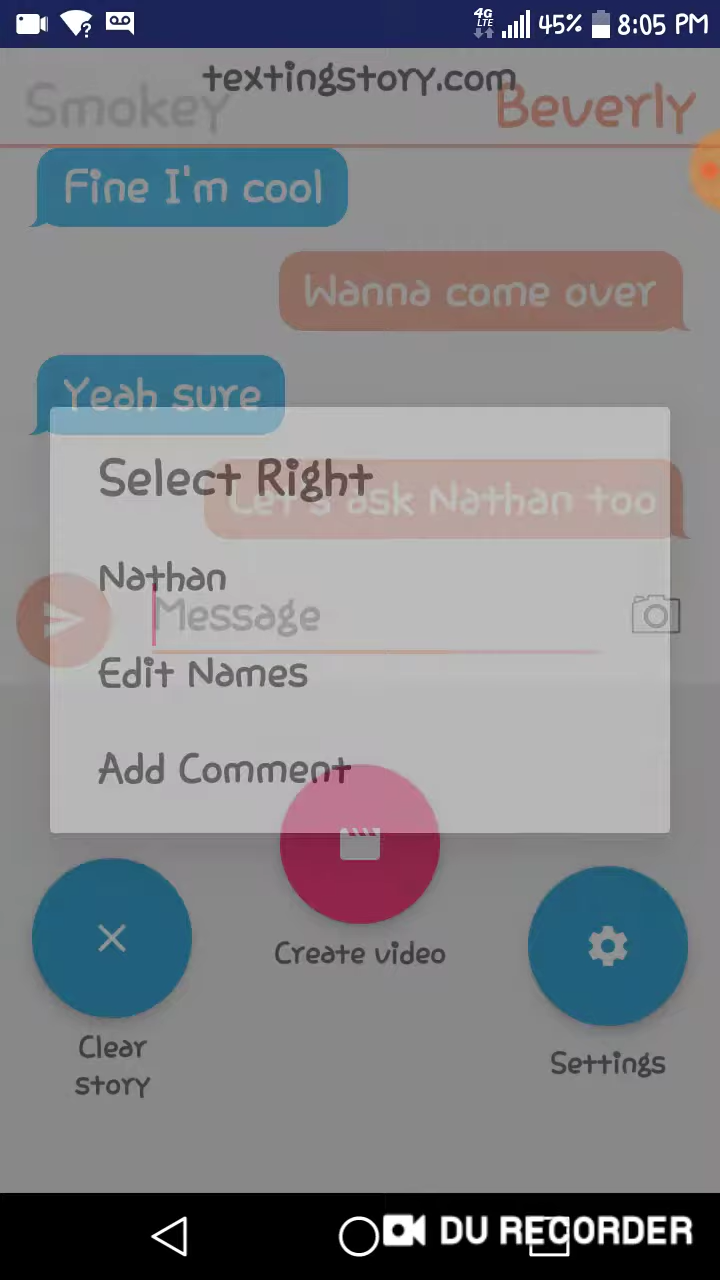 4G
LTE
45%
8:05 PM
textingstory.com
Smokey
Beverly
Fine I'm cool
Wanna come over
Yeah sure
Select Right
Let's ask Nathan too
Nathan
Message
Edit Names
Add Comment
Create video
Clear
story
Settings
DU RECORDER